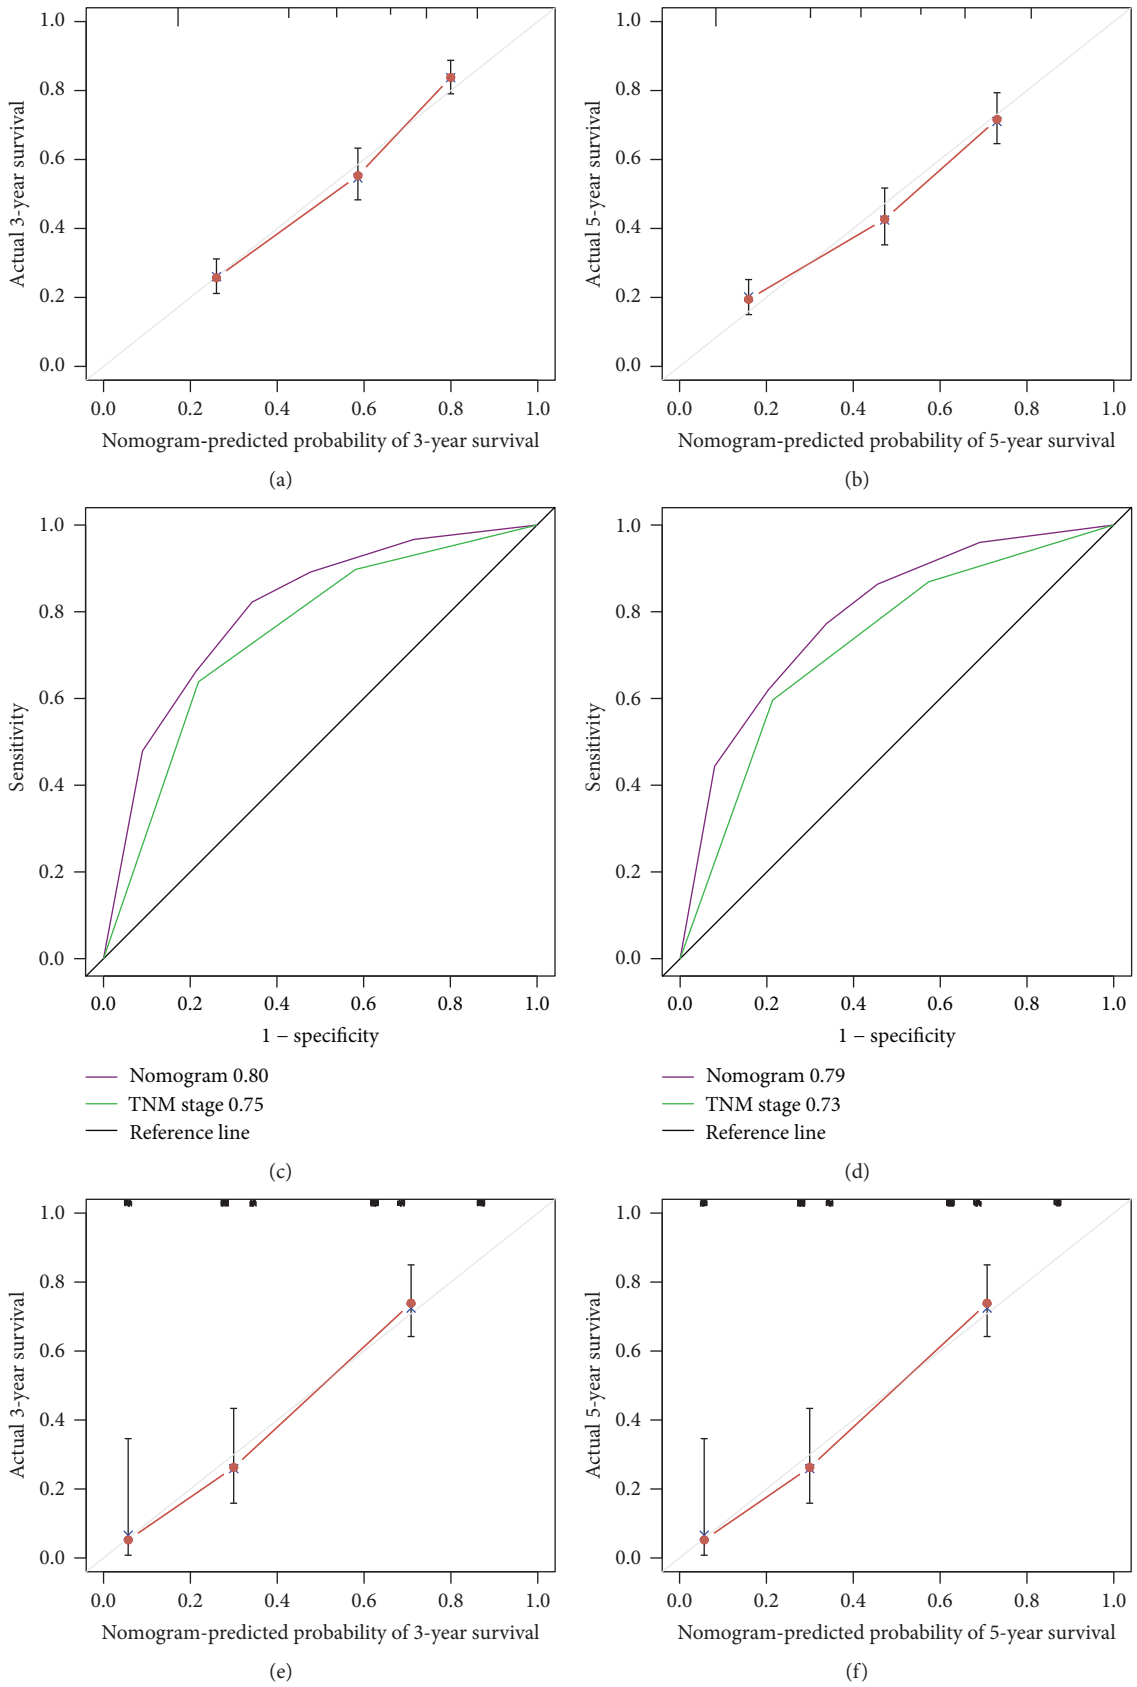 1.0
0.8
0.6
0.4
0.2
0.0
Actual 3-year survival
0.0 0.2 0.4 0.6 0.8 1.0
Nomogram-predicted probability of 3-year survival
(a)
1.0
0.8
0.6
0.4
0.2
0.0
Actual 5-year survival
0.0 0.2 0.4 0.6 0.8 1.0
Nomogram-predicted probability of 5-year survival
(b)
1.0
0.8
0.6
0.4
0.2
0.0
Sensitivity
0.0 0.2 0.4 0.6 0.8 1.0
1 – specificity
Nomogram 0.80
TNM stage 0.75
Reference line
(c)
1.0
0.8
0.6
0.4
0.2
0.0
Sensitivity
0.0 0.2 0.4 0.6 0.8 1.0
1 – specificity
Nomogram 0.79
TNM stage 0.73
Reference line
(d)
1.0
0.8
0.6
0.4
0.2
0.0
Actual 3-year survival
0.0 0.2 0.4 0.6 0.8 1.0
Nomogram-predicted probability of 3-year survival
(e)
1.0
0.8
0.6
0.4
0.2
0.0
Actual 5-year survival
0.0 0.2 0.4 0.6 0.8 1.0
Nomogram-predicted probability of 5-year survival
(f)